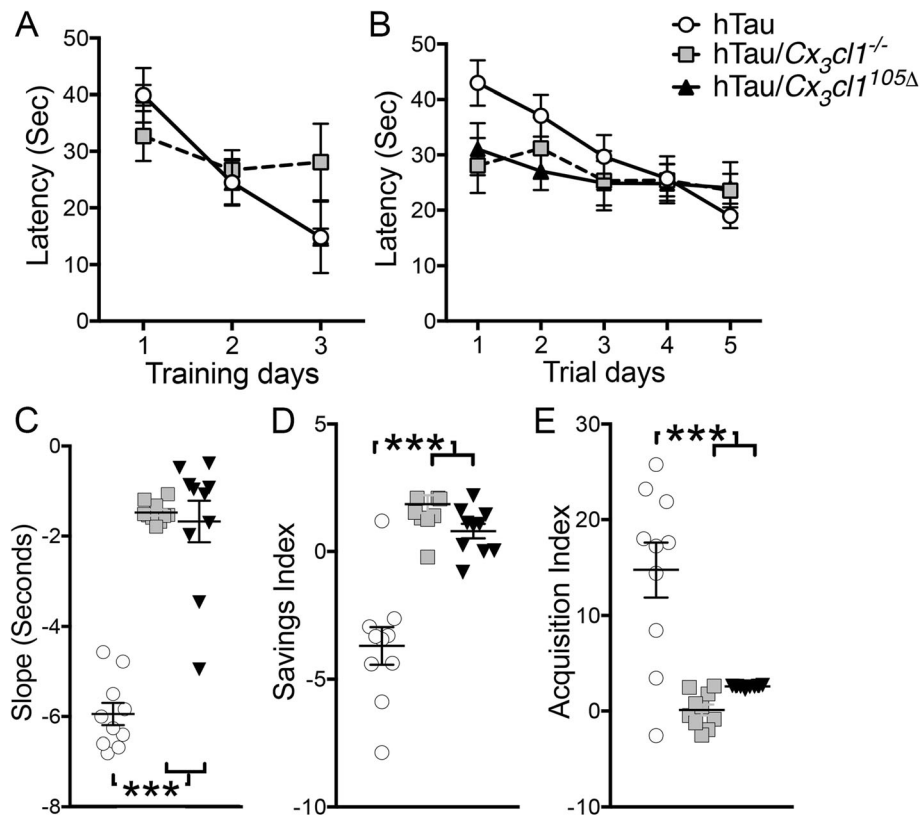 A
B
hTau
hTau/Cx3cl1-/-
hTau/Cx3cl1105Δ
50
40
30
20
10
0
Latency (Sec)
1 2 3
Training days
50
40
30
20
10
0
Latency (Sec)
1 2 3 4 5
Trial days
C
0
-2
-4
-6
-8
Slope (Seconds)
***
D
5
0
-5
-10
Savings Index
***
E
30
20
10
0
-10
Acquisition Index
***